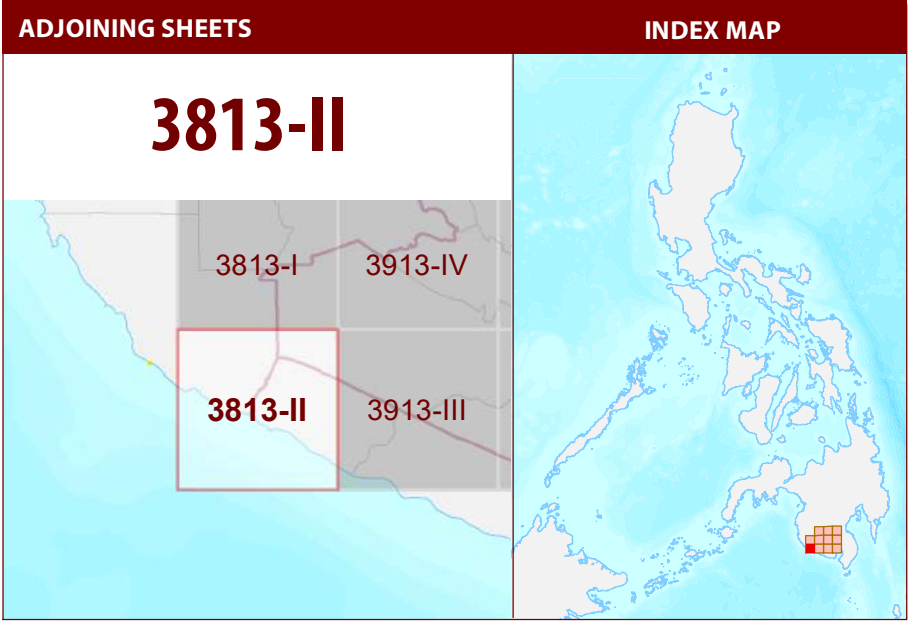 ADJOINING SHEETS
INDEX MAP
3813-II
3813-I
3913-IV
3813-II
3913-III